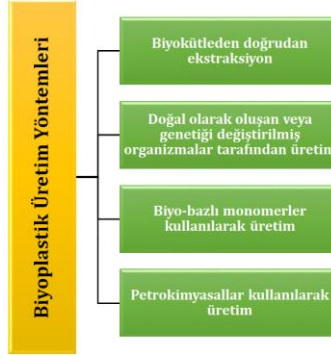 Biyoplastik Üretim Yöntemleri
Biyokütleden doğrudan
ekstraksiyon
Doğal olarak oluşan veya
genetiği değiştirilmiş
organizmalar tarafından üretim
Biyo-bazlı monomerler
kullanılarak üretim
Petrokimyasallar kullanılarak
üretim